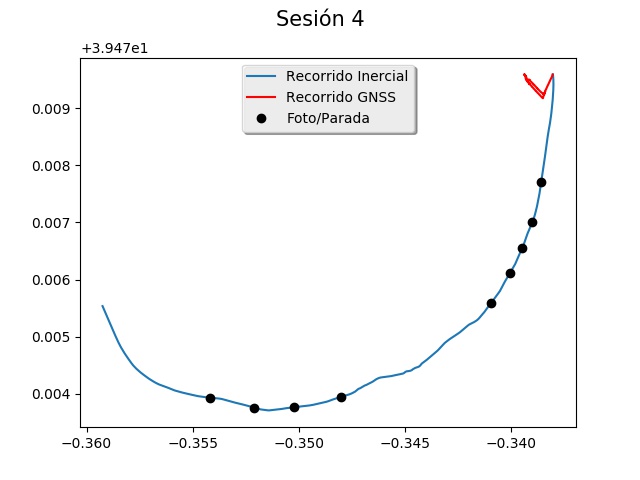 Sesión 4
+3.947e1
Recorrido Inercial
Recorrido GNSS
Foto/Parada
0.009
0.008
0.007
0.006
0.005
0.004
−0.360 −0.355 −0.350 −0.345 −0.340